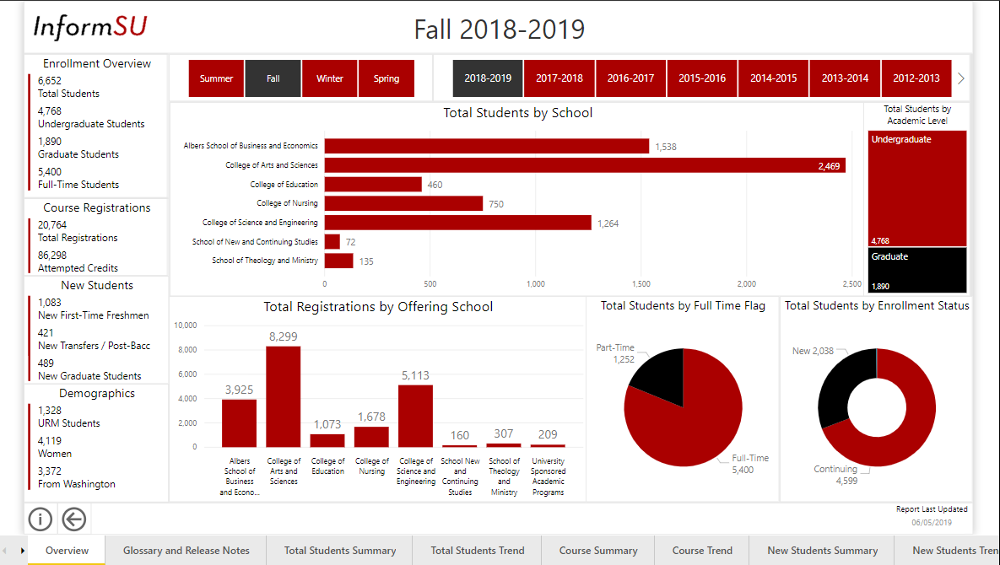 InformSU
Fall 2018-2019
Enrollment Overview
6,652
Total Students
4,768
Undergraduate Students
1,890
Graduate Students
5,400
Full-Time Students
Course Registrations
20,764
Total Registrations
86,298
Attempted Credits
New Students
1,083
New First-Time Freshmen
421
New Transfers / Post-Bacc
489
New Graduate Students
Demographics
1,328
URM Students
4,119
Women
3,372
From Washington
Summer Fall Winter Spring
2018-2019 2017-2018 2016-2017 2015-2016 2014-2015 2013-2014 2012-2013
Total Students by School
Albers School of Business and Economics 1,538
College of Arts and Sciences 2,469
College of Education 460
College of Nursing 750
College of Science and Engineering 1,264
School of New and Continuing Studies 72
School of Theology and Ministry 135
0 500 1,000 1,500 2,000 2,500
Total Students by
Academic Level
Undergraduate
4,768
Graduate
1,890
Total Registrations by Offering School
10,000
8,000
6,000
4,000
2,000
0
3,925
8,299
1,073
1,678
5,113
160
307
209
Albers
School of
Business
and Econo...
College of
Arts and
Sciences
College of
Education
College of
Nursing
College of
Science and
Engineering
School New
and
Continuing
Studies
School of
Theology
and
Ministry
University
Sponsored
Academic
Programs
Total Students by Full Time Flag
Part-Time
1,252
Full-Time
5,400
Total Students by Enrollment Status
New 2,038
Continuing
4,599
Report Last Updated
06/05/2019
Overview Glossary and Release Notes Total Students Summary Total Students Trend Course Summary Course Trend New Students Summary New Students Tren